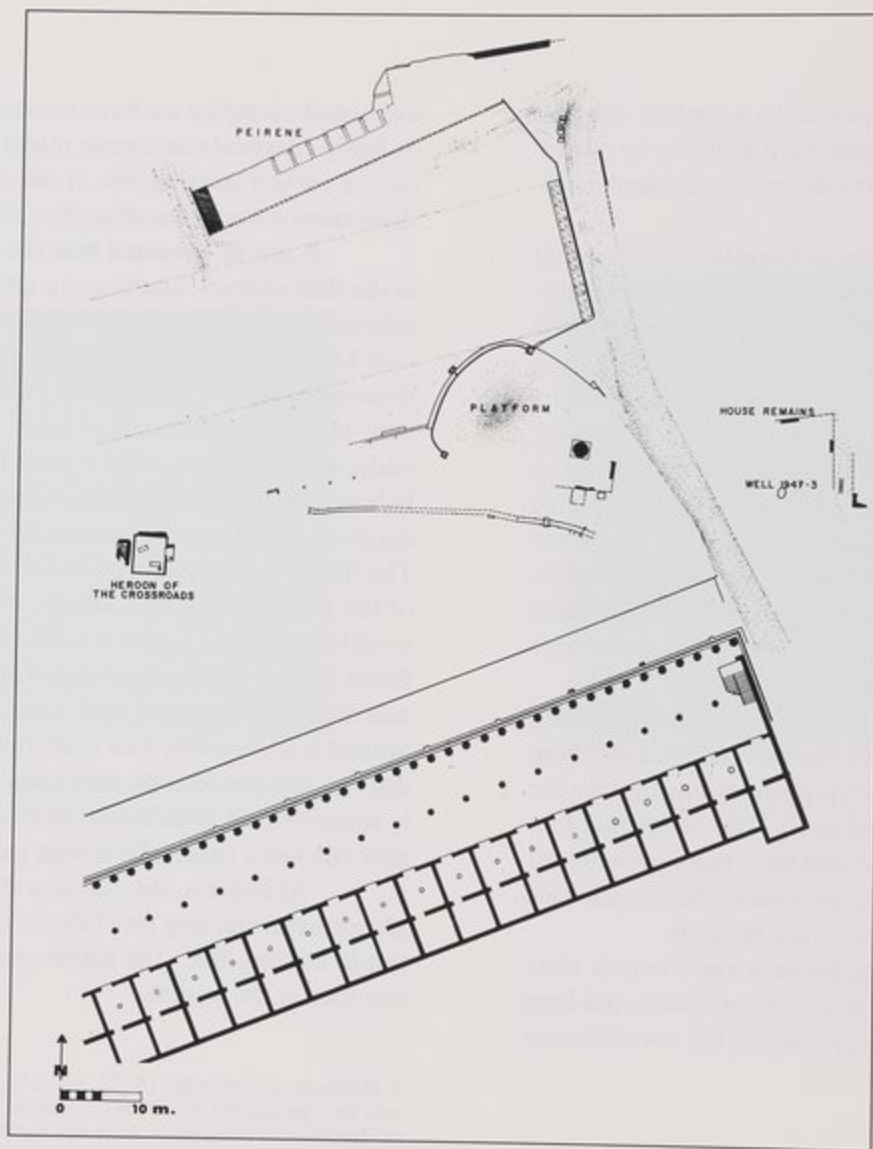 PEIRENE
PLATFORM
HOUSE REMAINS
WELL 1947-3
HEROON OF
THE CROSSROADS
N
0 10 m.